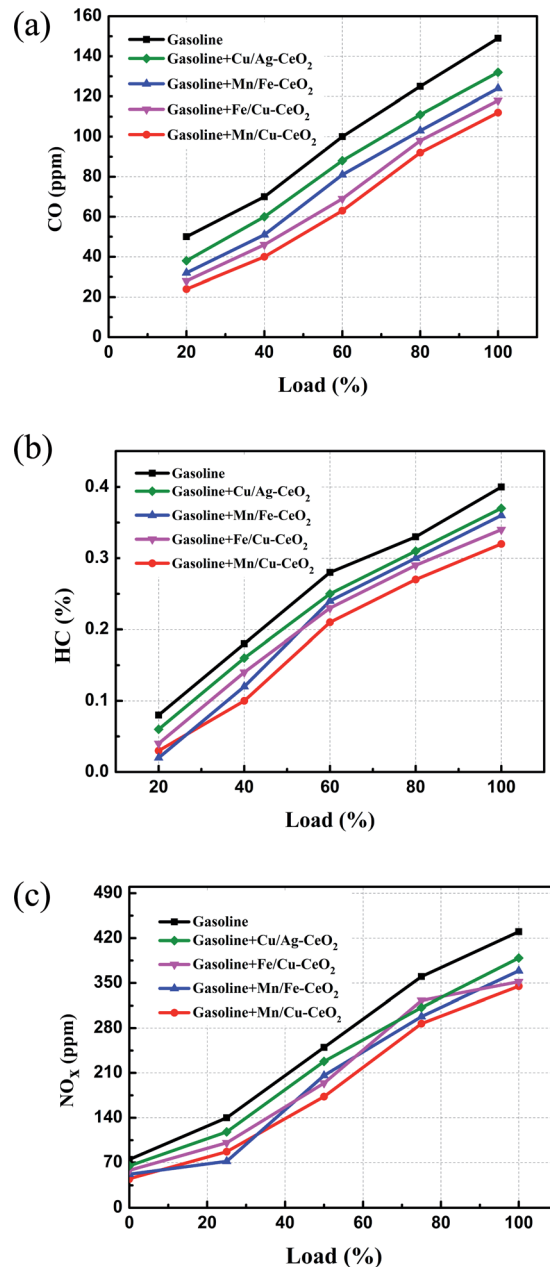 (a)
160
140
120
100
80
60
40
20
0
CO (ppm)
Gasoline
Gasoline+Cu/Ag-CeO₂
Gasoline+Mn/Fe-CeO₂
Gasoline+Fe/Cu-CeO₂
Gasoline+Mn/Cu-CeO₂
0 20 40 60 80 100
Load (%)
(b)
0.4
0.3
0.2
0.1
0.0
HC (%)
Gasoline
Gasoline+Cu/Ag-CeO₂
Gasoline+Mn/Fe-CeO₂
Gasoline+Fe/Cu-CeO₂
Gasoline+Mn/Cu-CeO₂
20 40 60 80 100
Load (%)
(c)
490
420
350
280
210
140
70
0
NOₓ (ppm)
Gasoline
Gasoline+Cu/Ag-CeO₂
Gasoline+Fe/Cu-CeO₂
Gasoline+Mn/Fe-CeO₂
Gasoline+Mn/Cu-CeO₂
0 20 40 60 80 100
Load (%)